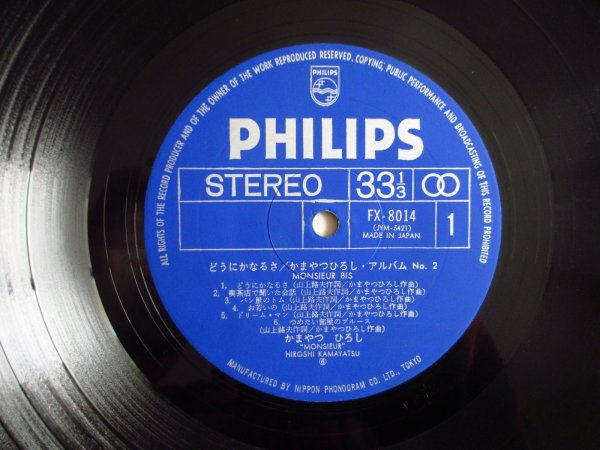 ALL RIGHTS OF THE RECORD PRODUCER AND OF THE OWNER OF THE WORK REPRODUCED RESERVED. COPYING, PUBLIC PERFORMANCE AND BROADCASTING OF THIS RECORD PROHIBITED
PHILIPS
PHILIPS
STEREO 33 1/3
FX-8014
(JYM-5421)
MADE IN JAPAN
1
どうにかなるさ/かまやつひろし・アルバム No. 2
MONSIEUR BIS
1. どうにかなるさ(山上路夫作詞/かまやつひろし作曲)
2. 喫茶店で聞いた会話(山上路夫作詞/かまやつひろし作曲)
3. パン屋のトム(山上路夫作詞/かまやつひろし作曲)
4. お若いの(山上路夫作詞/かまやつひろし作曲)
5. ドリーム・マン(山上路夫作詞/かまやつひろし作曲)
6. つめたい部屋のブルース
(山上路夫作詞/かまやつひろし作曲)
かまやつ ひろし
"MONSIEUR"
HIROSHI KAMAYATSU
⑥
MANUFACTURED BY NIPPON PHONOGRAM CO. LTD., TOKYO